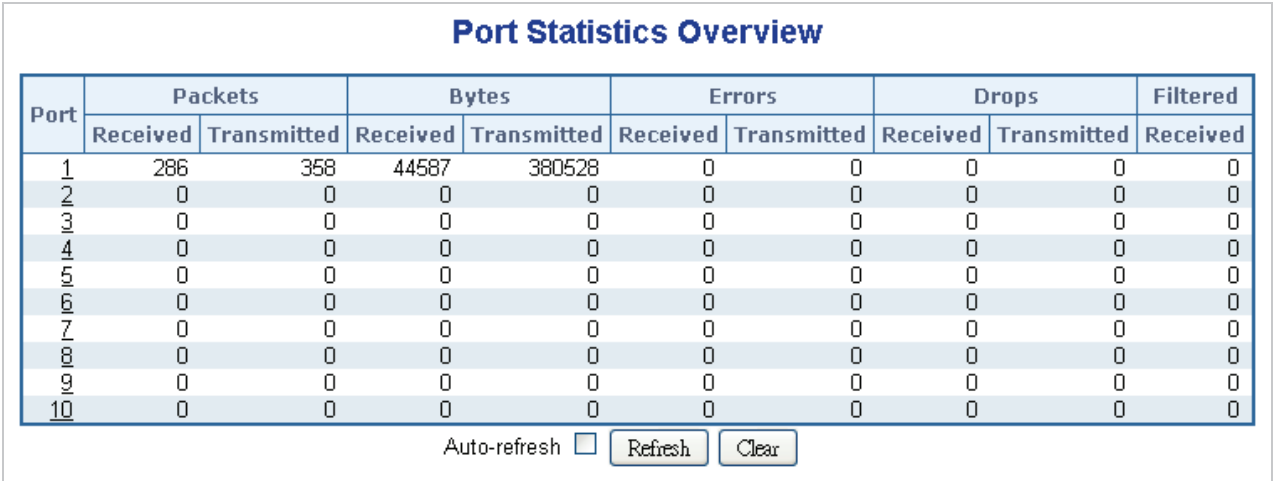 Port Statistics Overview
Port Packets Bytes Errors Drops Filtered
Received Transmitted Received Transmitted Received Transmitted Received Transmitted Received
1 286 358 44587 380528 0 0 0 0 0
2 0 0 0 0 0 0 0 0 0
3 0 0 0 0 0 0 0 0 0
4 0 0 0 0 0 0 0 0 0
5 0 0 0 0 0 0 0 0 0
6 0 0 0 0 0 0 0 0 0
7 0 0 0 0 0 0 0 0 0
8 0 0 0 0 0 0 0 0 0
9 0 0 0 0 0 0 0 0 0
10 0 0 0 0 0 0 0 0 0
Auto-refresh Refresh Clear